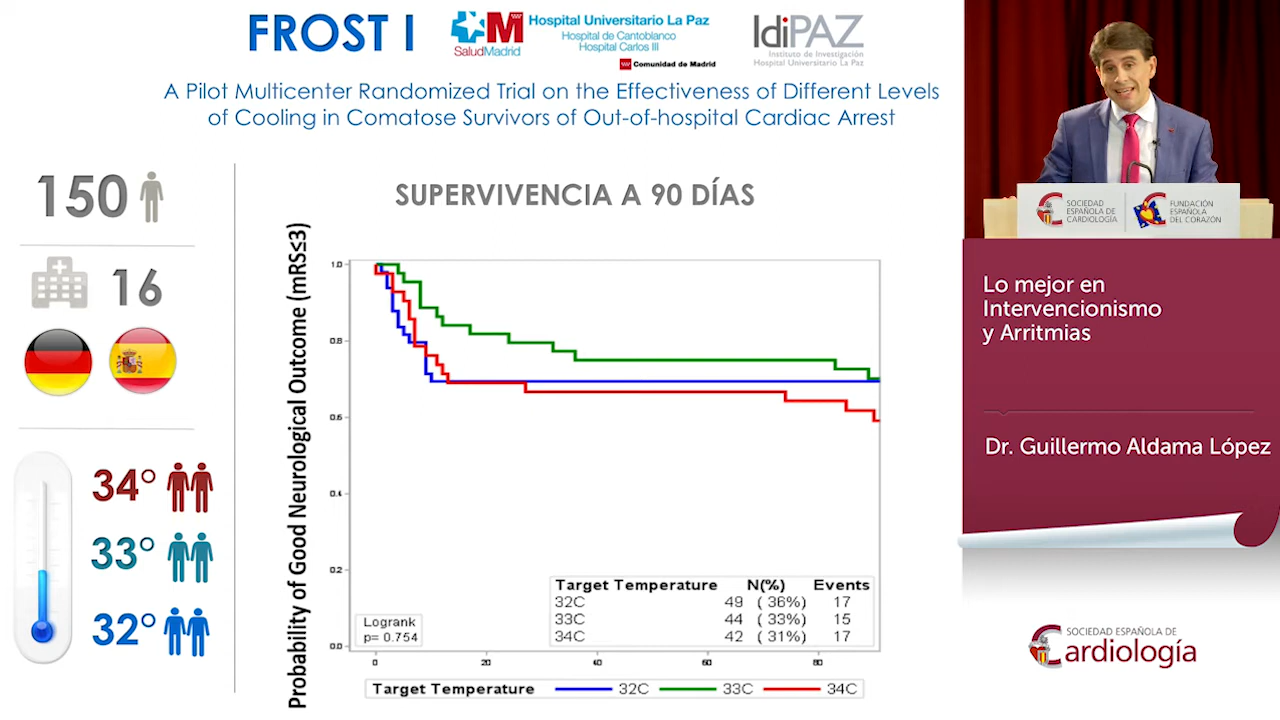 FROST I
SaludMadrid
Hospital Universitario La Paz
Hospital de Cantoblanco
Hospital Carlos III
Comunidad de Madrid
IdiPAZ
Instituto de Investigación
Hospital Universitario La Paz
A Pilot Multicenter Randomized Trial on the Effectiveness of Different Levels
of Cooling in Comatose Survivors of Out-of-hospital Cardiac Arrest
150
16
34°
33°
32°
SUPERVIVENCIA A 90 DÍAS
Probability of Good Neurological Outcome (mRS≤3)
1.0
0.8
0.6
0.4
0.2
0.0
0 20 40 60 80
Logrank
p= 0.754
Target Temperature N(%) Events
32C 49 ( 36%) 17
33C 44 ( 33%) 15
34C 42 ( 31%) 17
Target Temperature 32C 33C 34C
SOCIEDAD
ESPAÑOLA DE
CARDIOLOGÍA
FUNDACIÓN
ESPAÑOLA
DEL CORAZÓN
Lo mejor en
Intervencionismo
y Arritmias
Dr. Guillermo Aldama López
SOCIEDAD ESPAÑOLA DE
Cardiología